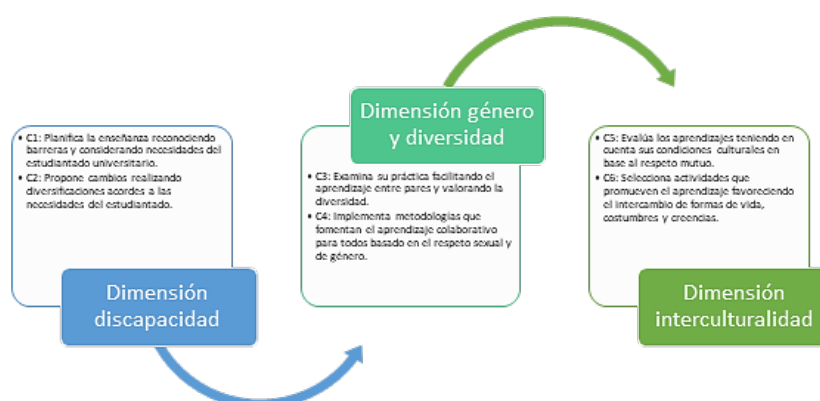 • C1: Planifica la enseñanza reconociendo
barreras y considerando necesidades del
estudiantado universitario.
• C2: Propone cambios realizando
diversificaciones acordes a las
necesidades del estudiantado.
Dimensión
discapacidad
Dimensión género
y diversidad
• C3: Examina su práctica facilitando el
aprendizaje entre pares y valorando la
diversidad.
• C4: Implementa metodologías que
fomentan el aprendizaje colaborativo
para todos basado en el respeto sexual y
de género.
• C5: Evalúa los aprendizajes teniendo en
cuenta sus condiciones culturales en
base al respeto mutuo.
• C6: Selecciona actividades que
promueven el aprendizaje favoreciendo
el intercambio de formas de vida,
costumbres y creencias.
Dimensión
interculturalidad